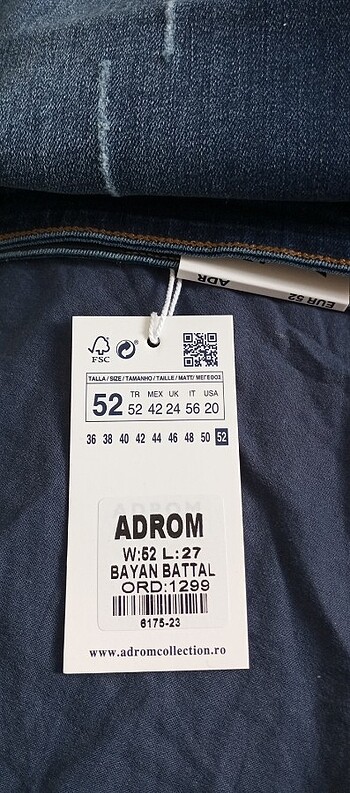 ADR
EUR 52
FSC
TALLA / SIZE / TAMANHO / TAILLE / MATT/ ΜΕΓΕΘΟΣ
52
TR MEX UK IT USA
52 42 24 56 20
36 38 40 42 44 46 48 50 52
ADROM
W:52 L:27
BAYAN BATTAL
ORD:1299
6175-23
www.adromcollection.ro